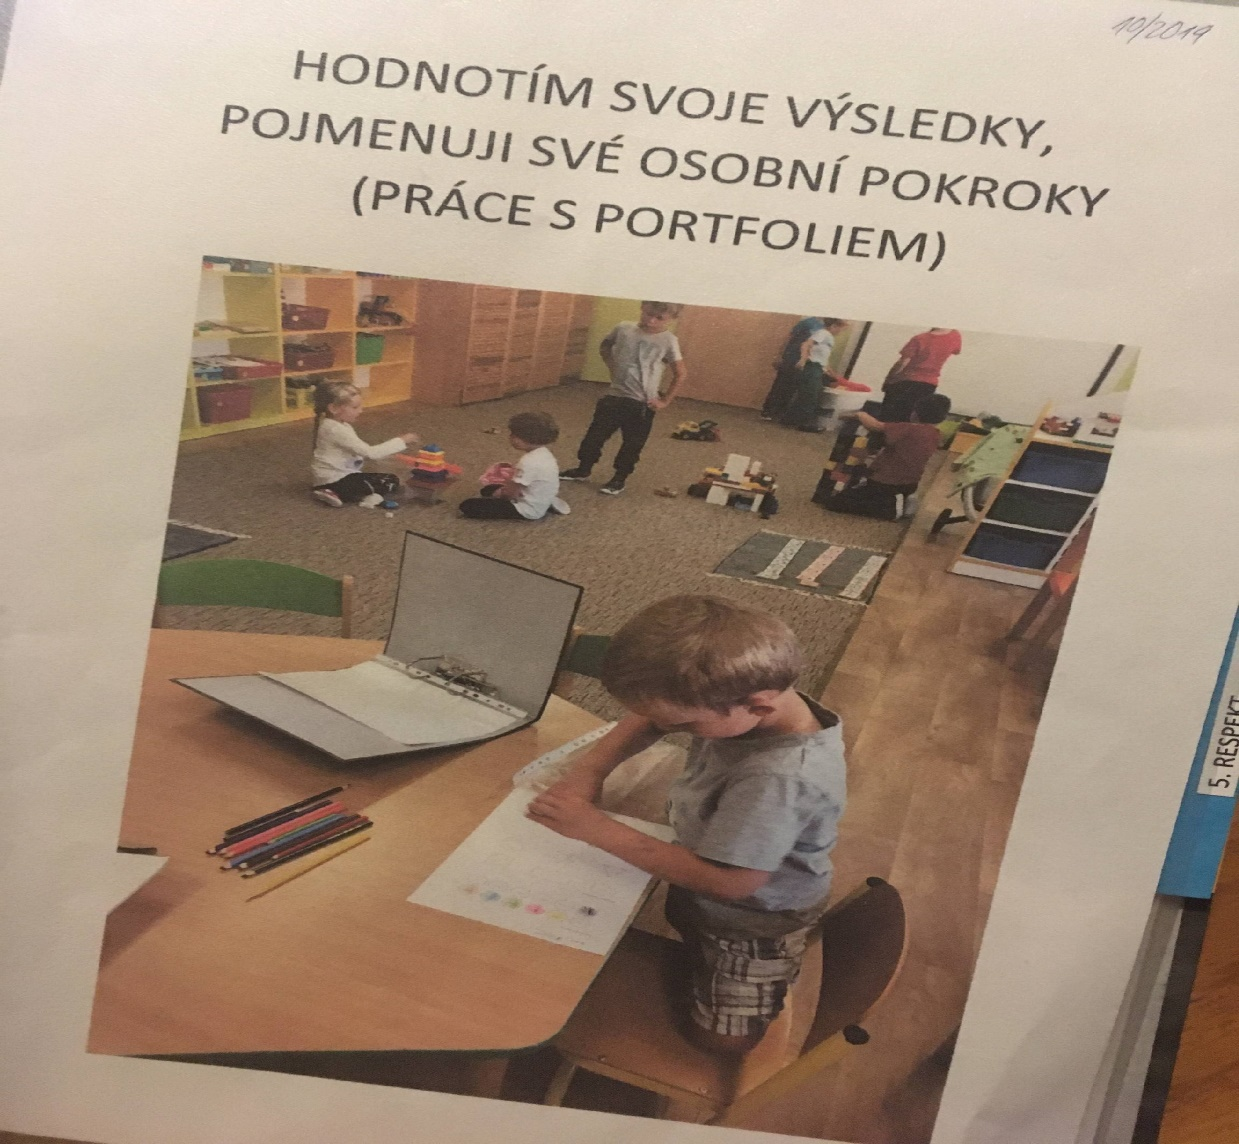 10/2019
HODNOTÍM SVOJE VÝSLEDKY,
POJMENUJI SVÉ OSOBNÍ POKROKY
(PRÁCE S PORTFOLIEM)
5. RESPEKT